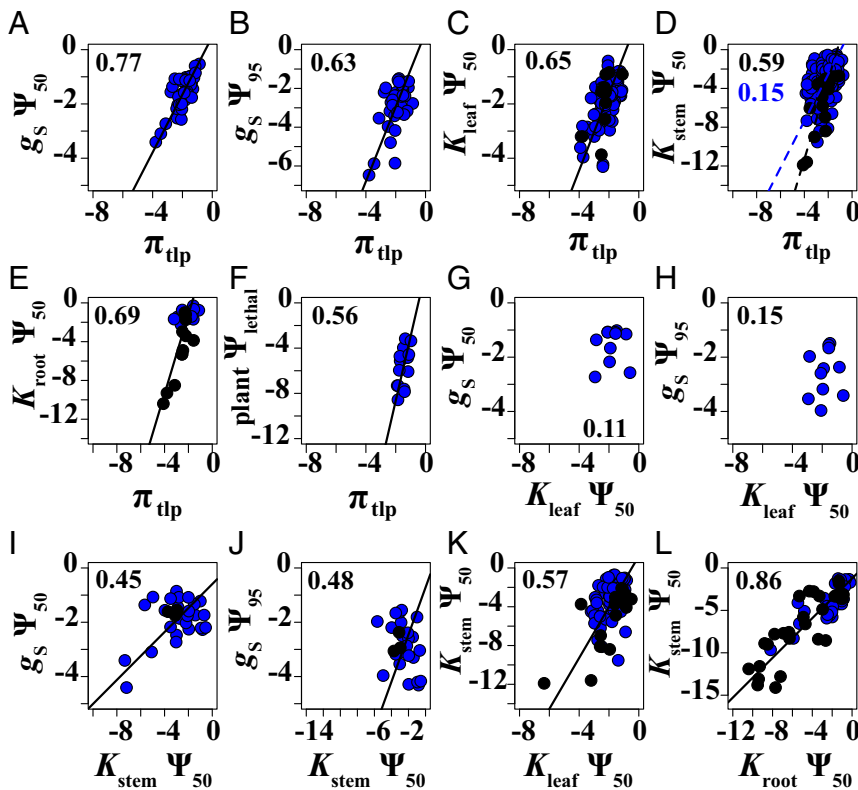 A
0
-2
-4
0.77
gS Ψ50
-8
-4
0
πtlp
B
0
-2
-4
-6
0.63
gS Ψ95
-8
-4
0
πtlp
C
0
-2
-4
0.65
Kleaf Ψ50
-8
-4
0
πtlp
D
0
-4
-8
-12
0.59
0.15
Kstem Ψ50
-8
-4
0
πtlp
E
0
-4
-8
-12
0.69
Kroot Ψ50
-8
-4
0
πtlp
F
0
-4
-8
-12
0.56
plant Ψlethal
-8
-4
0
πtlp
G
0
-2
-4
0.11
gS Ψ50
-8
-4
0
Kleaf Ψ50
H
0
-2
-4
0.15
gS Ψ95
-8
-4
0
Kleaf Ψ50
I
0
-2
-4
0.45
gS Ψ50
-8
-4
0
Kstem Ψ50
J
0
-2
-4
0.48
gS Ψ95
-14
-6
-2
Kstem Ψ50
K
0
-4
-8
-12
0.57
Kstem Ψ50
-8
-4
0
Kleaf Ψ50
L
0
-5
-10
-15
0.86
Kstem Ψ50
-12
-8
-4
0
Kroot Ψ50